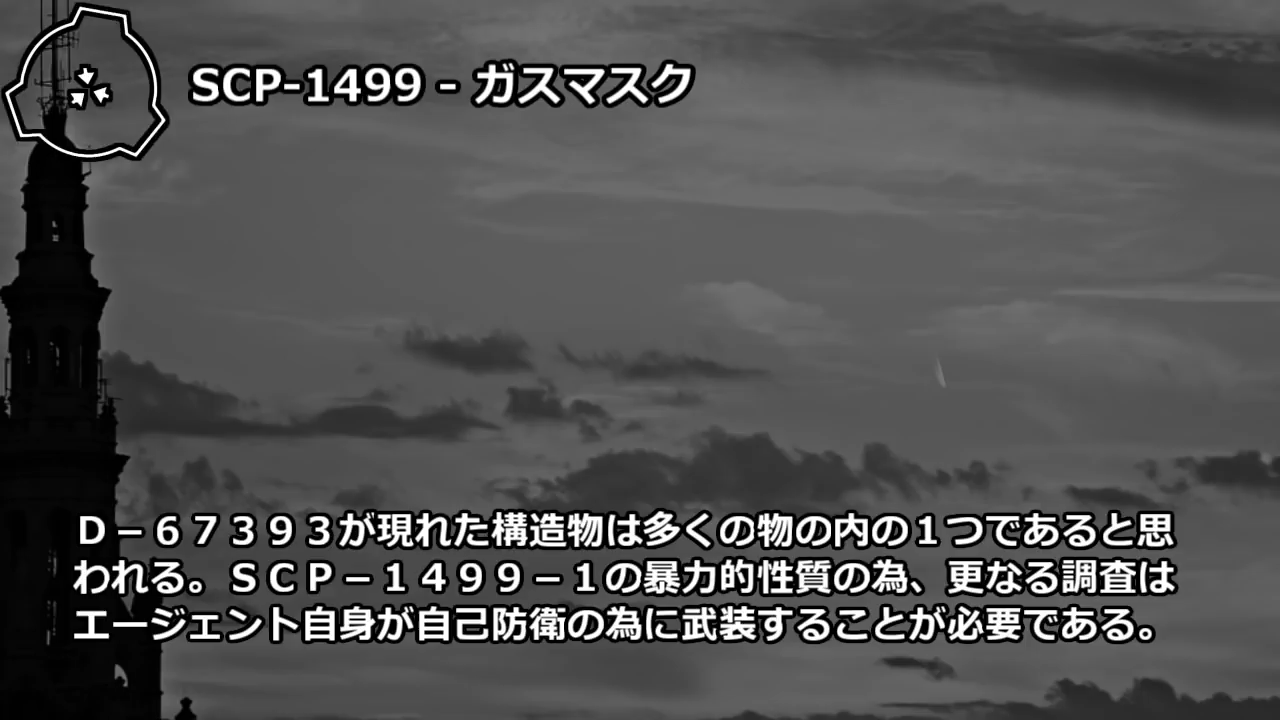 SCP-1499 - ガスマスク
Ｄ－６７３９３が現れた構造物は多くの物の内の１つであると思
われる。ＳＣＰ－１４９９－１の暴力的性質の為、更なる調査は
エージェント自身が自己防衛の為に武装することが必要である。